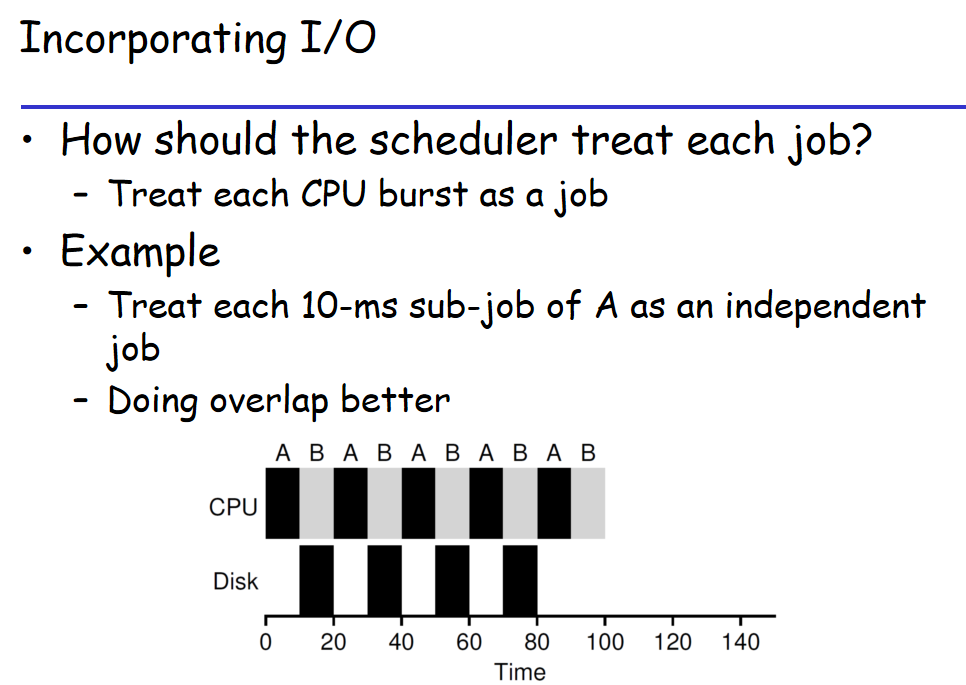 Incorporating I/O
• How should the scheduler treat each job?
– Treat each CPU burst as a job
• Example
– Treat each 10-ms sub-job of A as an independent
job
– Doing overlap better
A B A B A B A B A B
CPU
Disk
0 20 40 60 80 100 120 140
Time